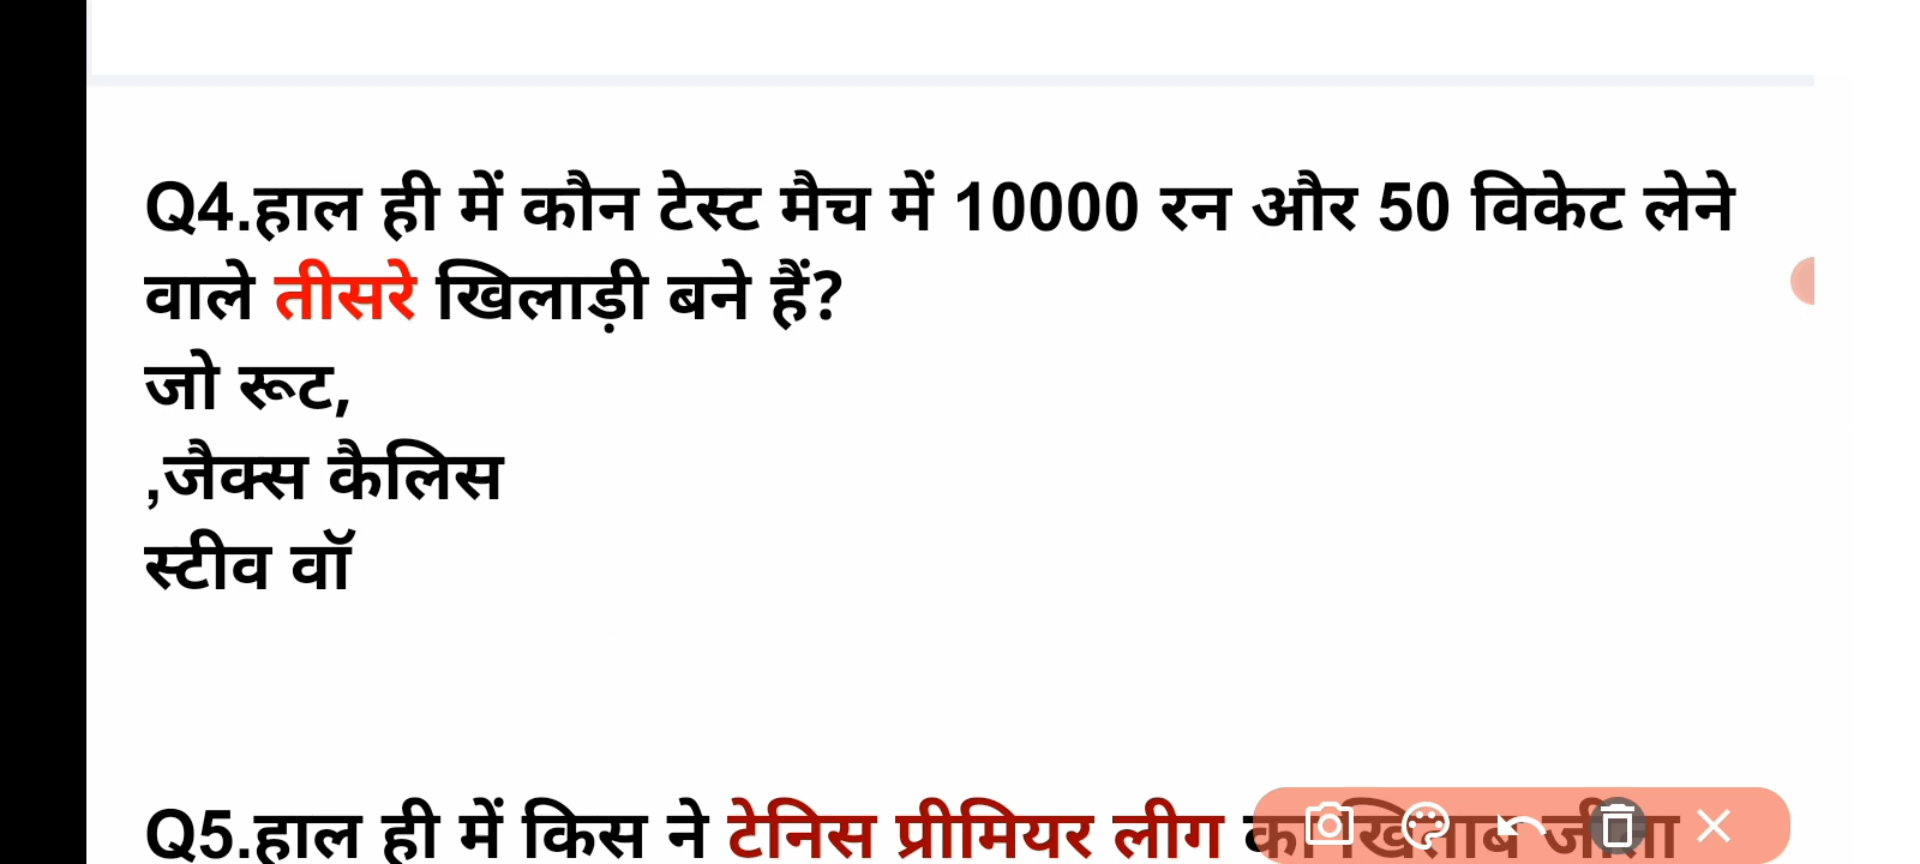 Q4.हाल ही में कौन टेस्ट मैच में 10000 रन और 50 विकेट लेने
वाले तीसरे खिलाड़ी बने हैं?
जो रूट,
,जैक्स कैलिस
स्टीव वॉ
Q5.हाल ही में किस ने टेनिस प्रीमियर लीग का खिताब जीता